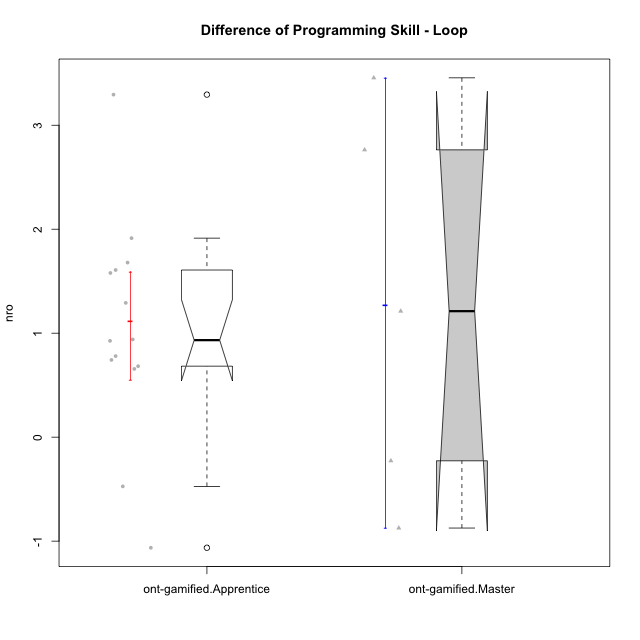 Difference of Programming Skill - Loop
nro
3
2
1
0
-1
ont-gamified.Apprentice
ont-gamified.Master